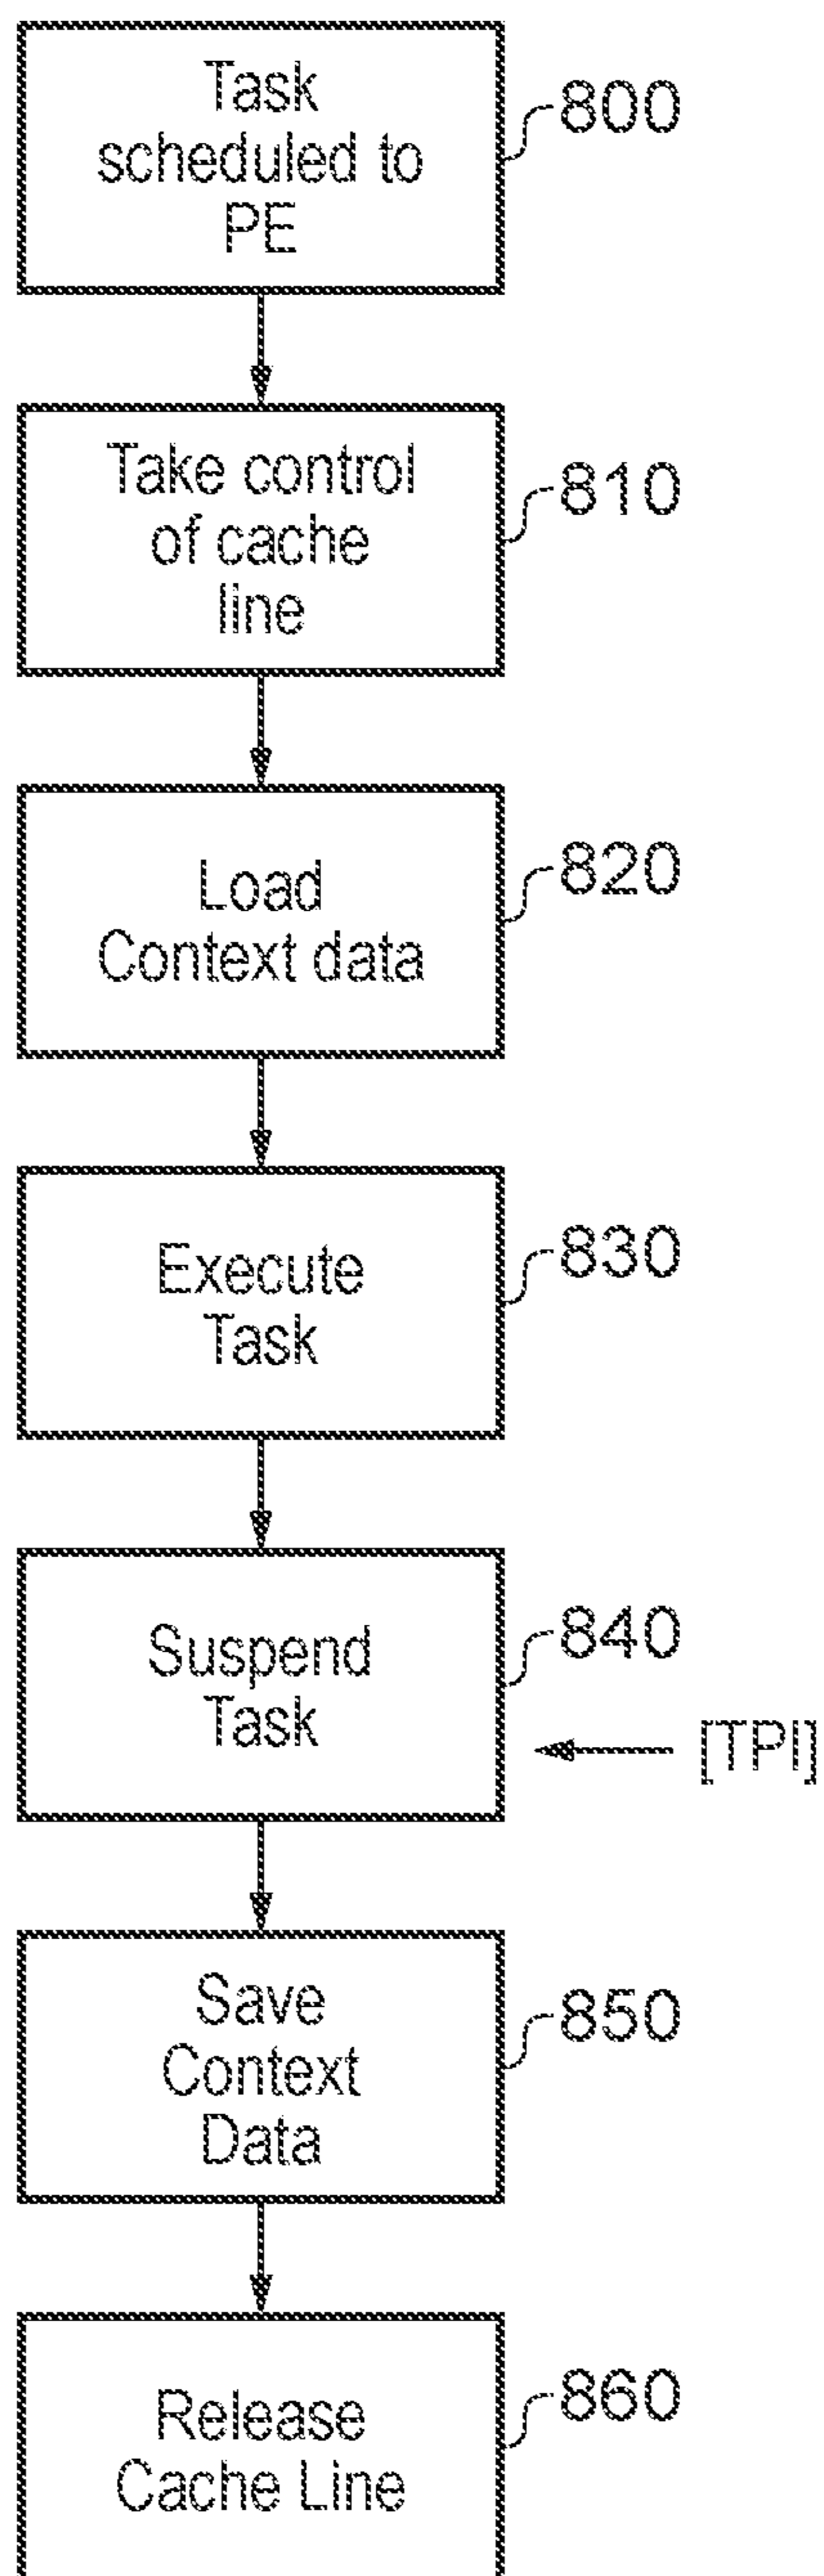 Task
scheduled to
PE
800
Take control
of cache
line
810
Load
Context data
820
Execute
Task
830
Suspend
Task
840
[TPI]
Save
Context
Data
850
Release
Cache Line
860